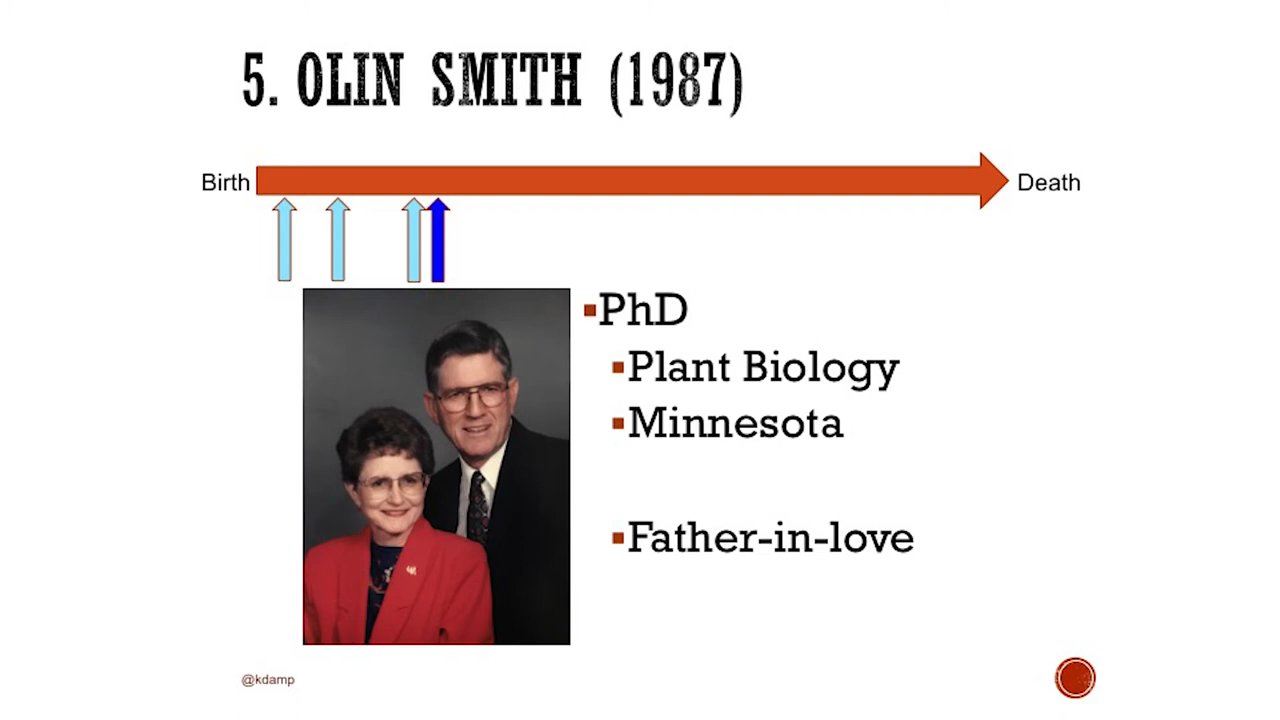 5. OLIN SMITH (1987)
Birth
Death
PhD
Plant Biology
Minnesota
Father-in-love
@kdamp